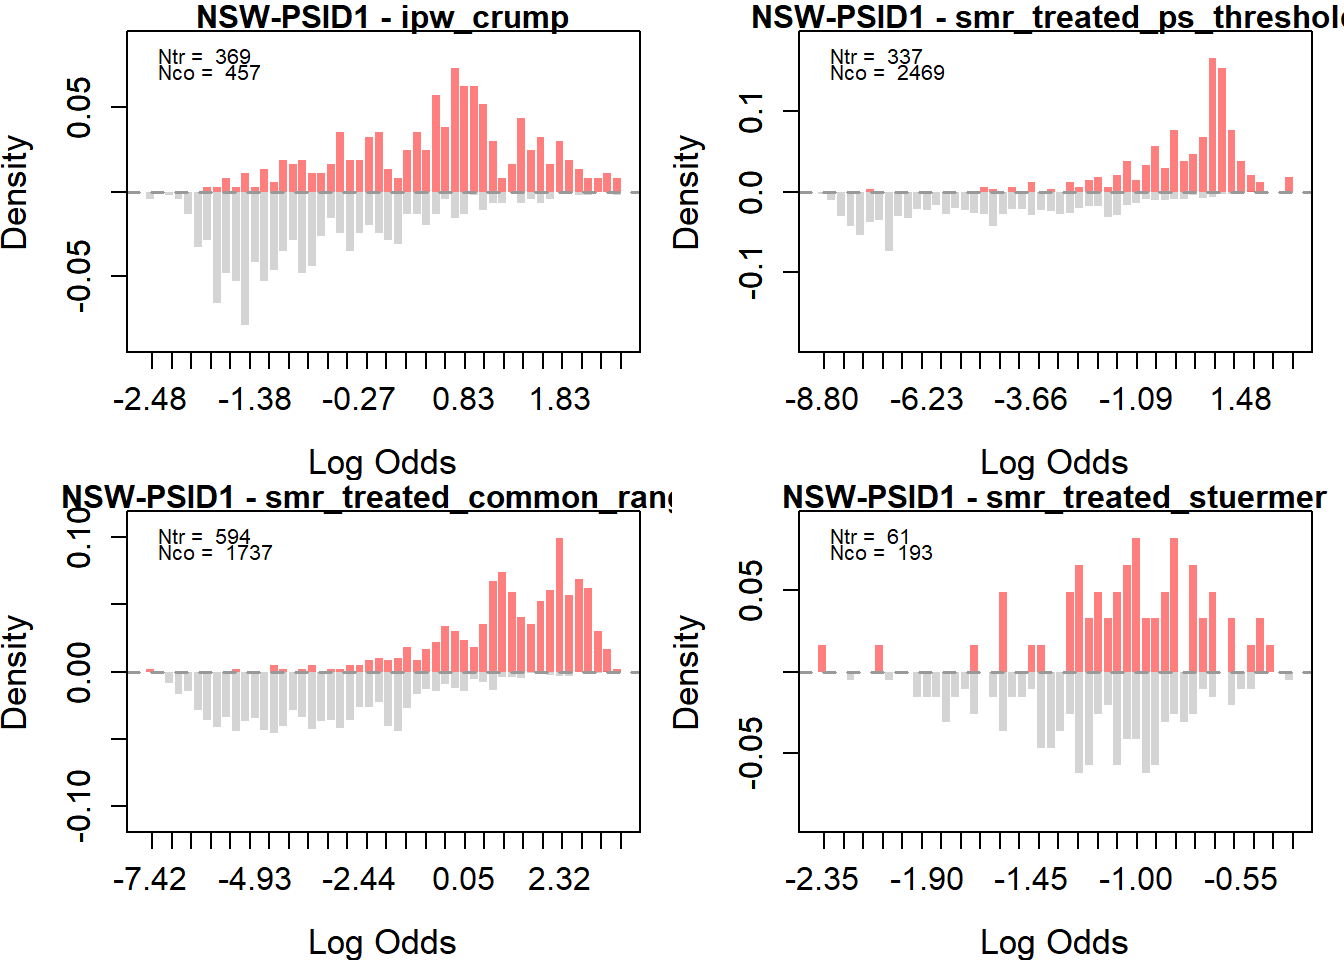 NSW-PSID1 - ipw_crump
Ntr = 369
Nco = 457
0.05
-0.05
Density
-2.48 -1.38 -0.27 0.83 1.83
Log Odds
NSW-PSID1 - smr_treated_ps_threshold
Ntr = 337
Nco = 2469
0.1
0.0
-0.1
Density
-8.80 -6.23 -3.66 -1.09 1.48
Log Odds
NSW-PSID1 - smr_treated_common_rang
Ntr = 594
Nco = 1737
0.10
0.00
-0.10
Density
-7.42 -4.93 -2.44 0.05 2.32
Log Odds
NSW-PSID1 - smr_treated_stuermer
Ntr = 61
Nco = 193
0.05
-0.05
Density
-2.35 -1.90 -1.45 -1.00 -0.55
Log Odds